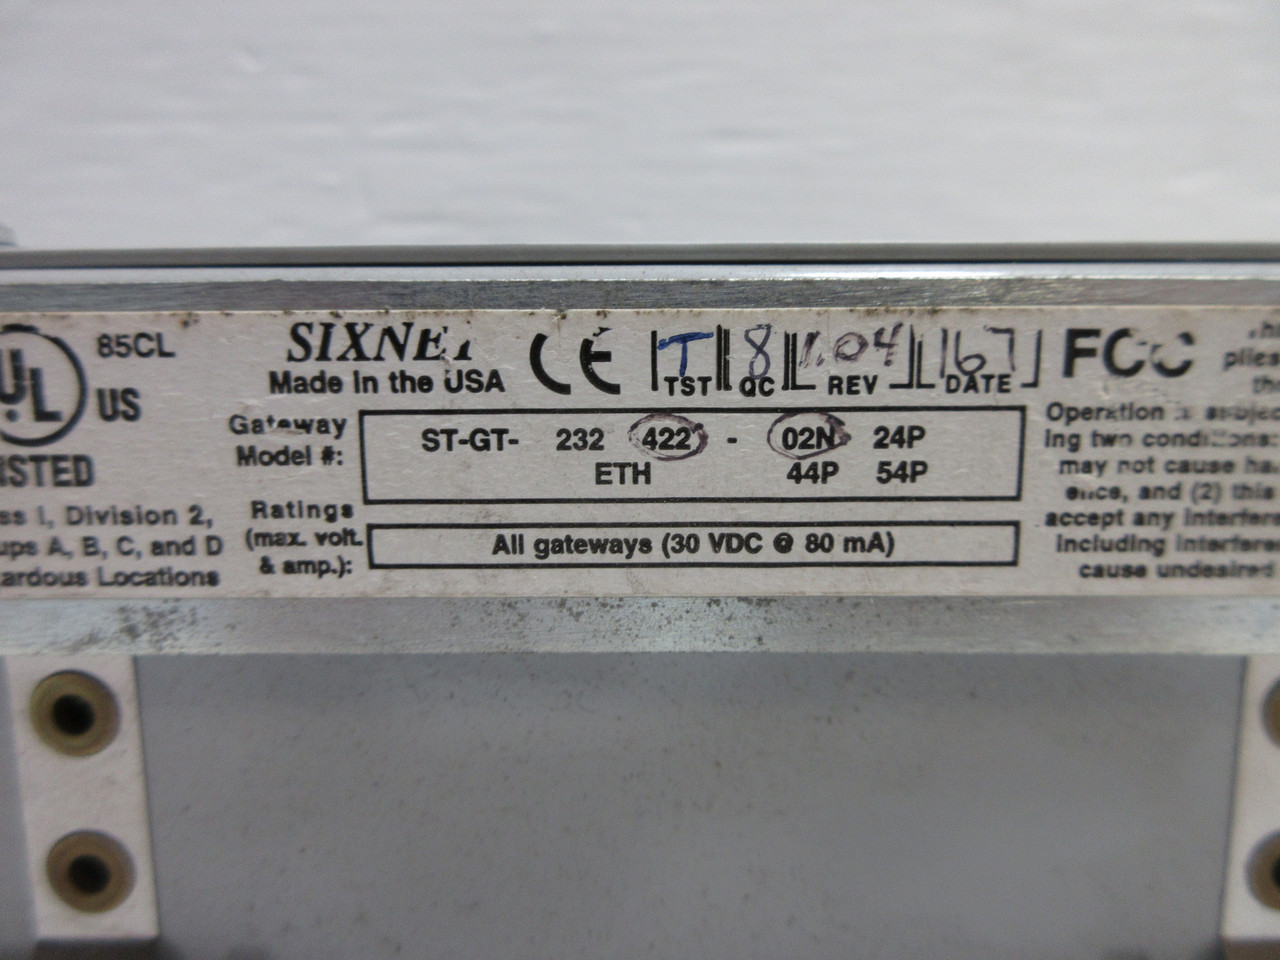 UL 85CL
US
SIXNET
Made in the USA
CE
T 8 1.04 167
TST QC REV DATE
FCC
Gateway
Model #:
ST-GT- 232 422 - 02N 24P
ETH 44P 54P
Ratings
(max. volt.
& amp.):
All gateways (30 VDC @ 80 mA)
Division 2,
A, B, C, and D
Locations
Operation is
ing two conditions:
may not cause
ence, and (2) this
accept any
including
cause undesired